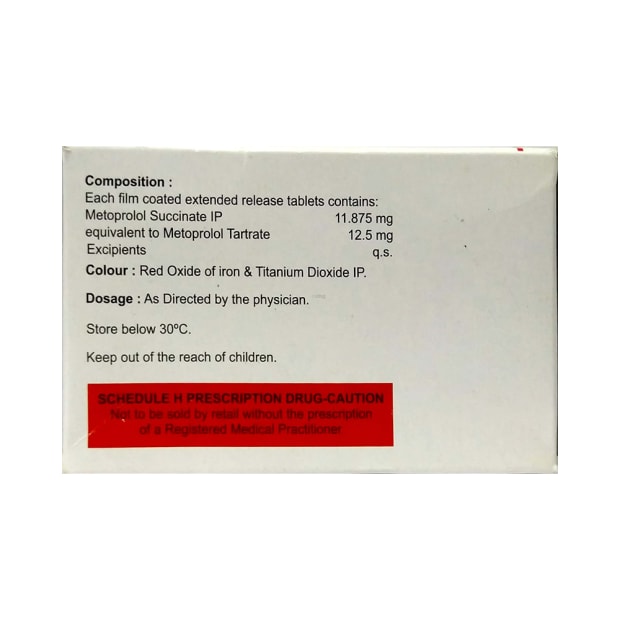 Composition :
Each film coated extended release tablets contains:
Metoprolol Succinate IP 11.875 mg
equivalent to Metoprolol Tartrate 12.5 mg
Excipients q.s.
Colour : Red Oxide of iron & Titanium Dioxide IP.
Dosage : As Directed by the physician.
Store below 30ºC.
Keep out of the reach of children.
SCHEDULE H PRESCRIPTION DRUG-CAUTION
Not to be sold by retail without the prescription
of a Registered Medical Practitioner